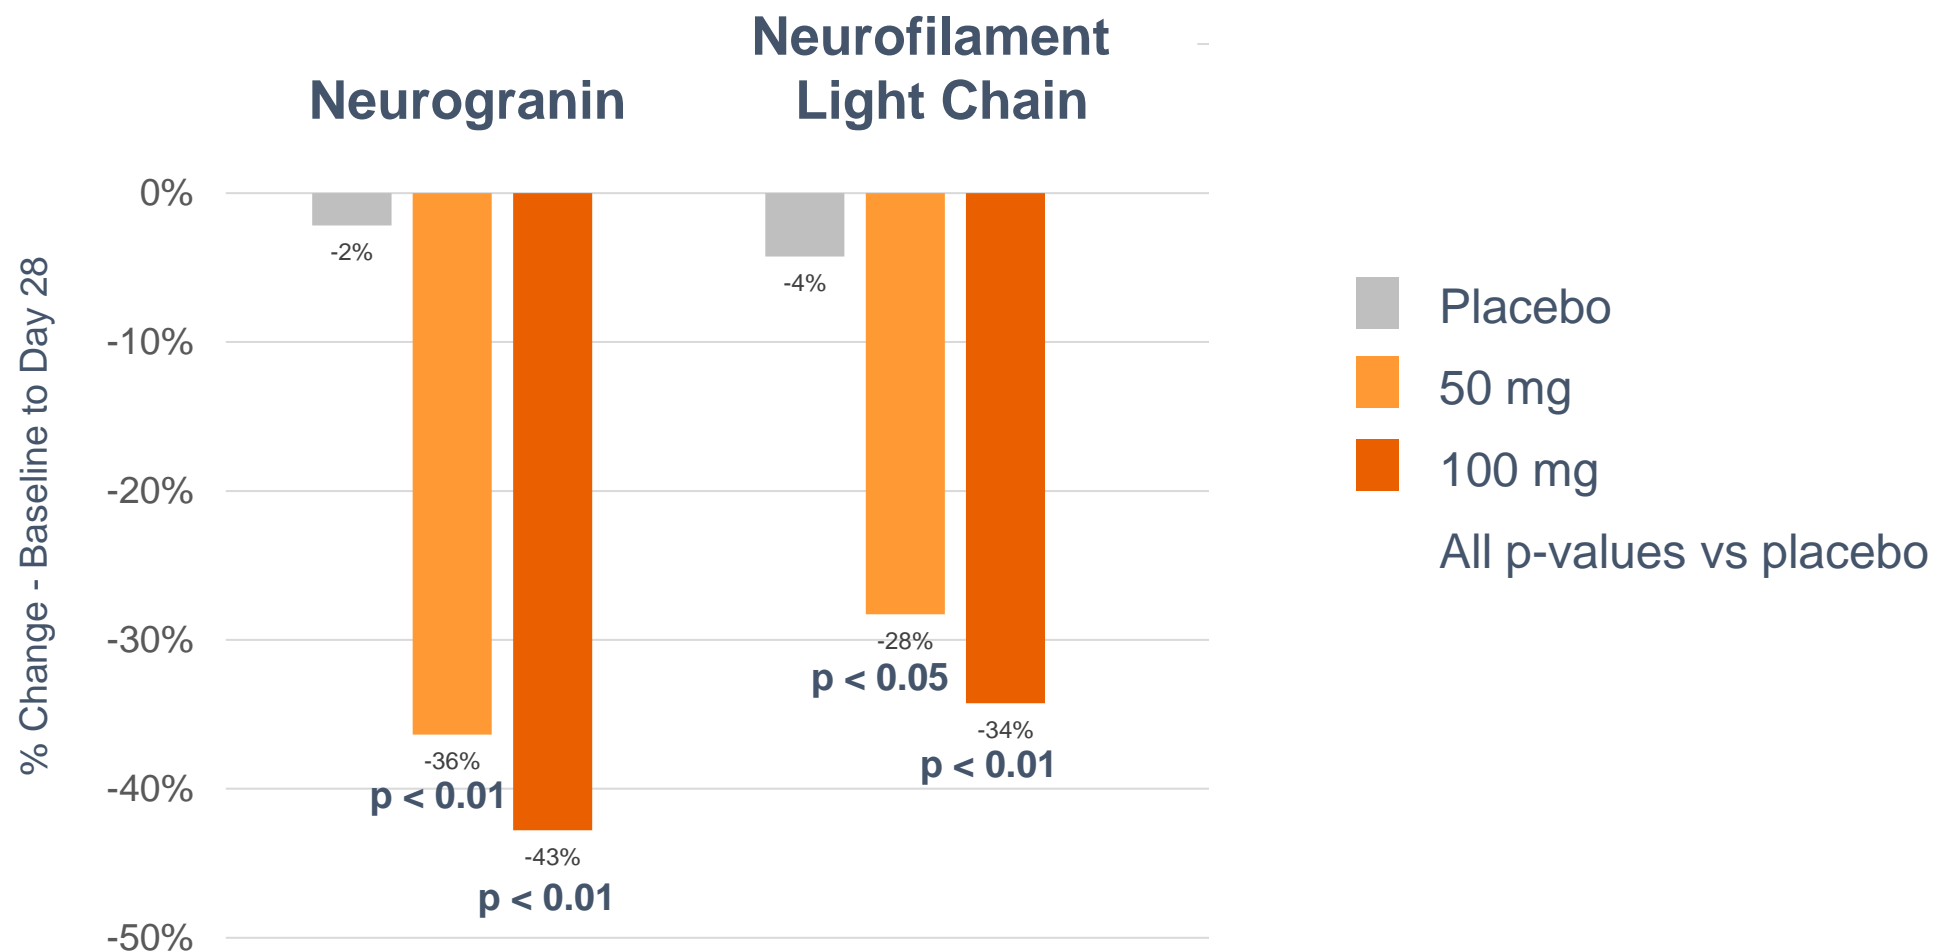 Neurogranin
Neurofilament
Light Chain
% Change - Baseline to Day 28
0%
-10%
-20%
-30%
-40%
-50%
-2%
-36%
p < 0.01
-43%
p < 0.01
-4%
-28%
p < 0.05
-34%
p < 0.01
Placebo
50 mg
100 mg
All p-values vs placebo